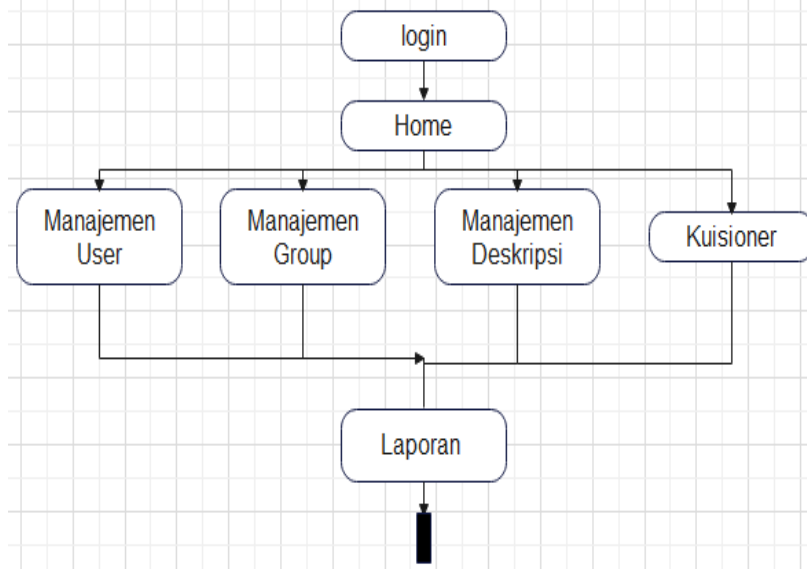 login
Home
Manajemen
User
Manajemen
Group
Manajemen
Deskripsi
Kuisioner
Laporan